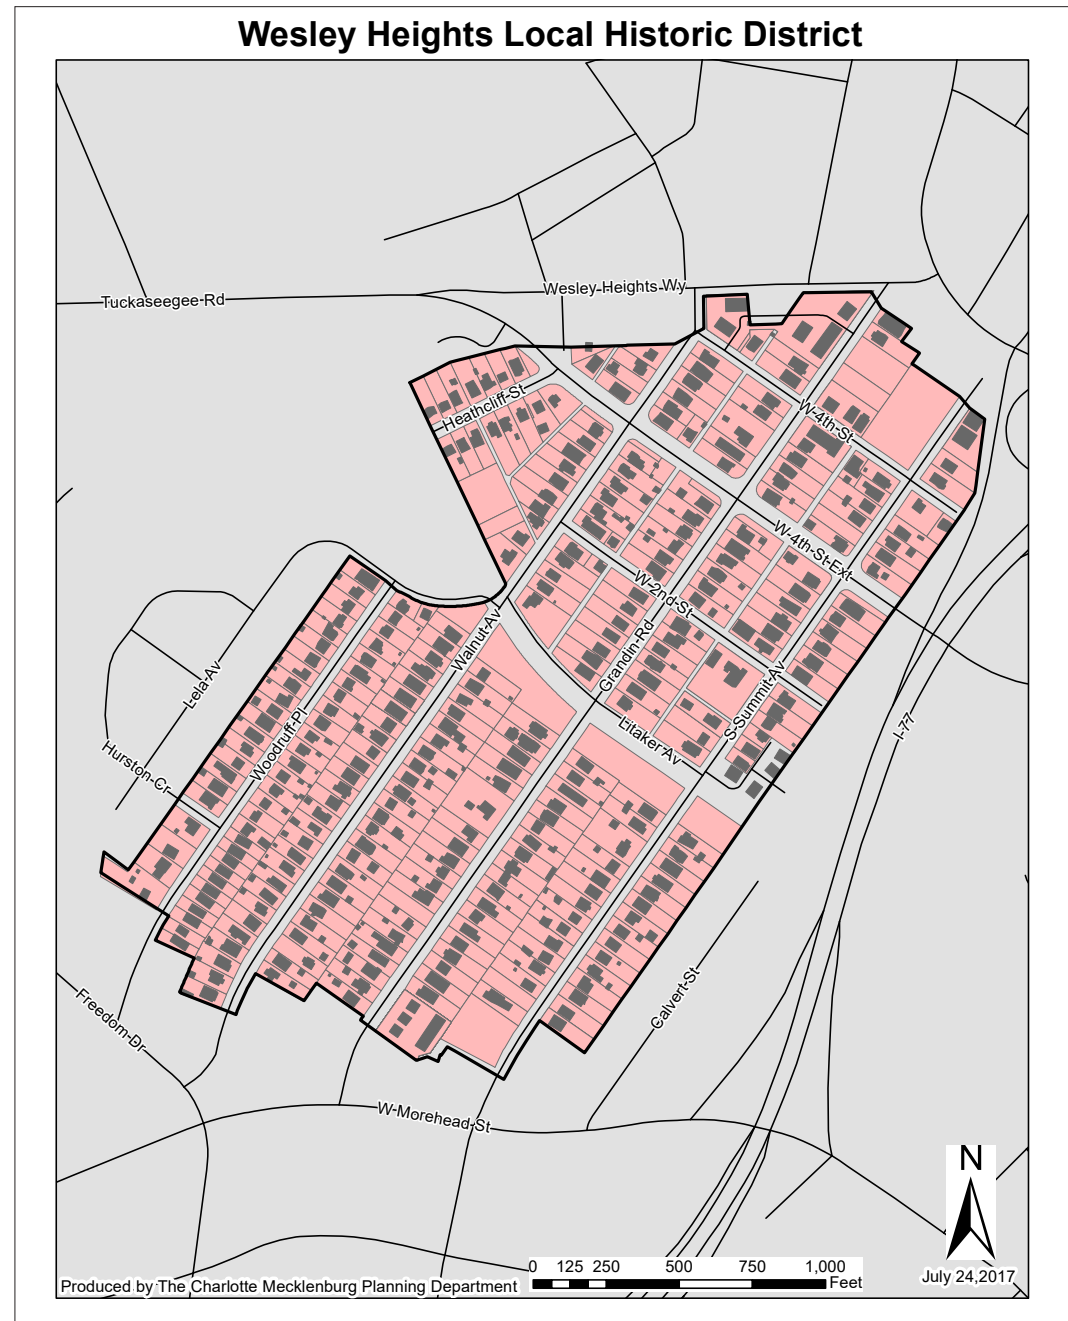 Wesley Heights Local Historic District
Tuckaseegee Rd
Wesley Heights Wy
Heathcliff St
W 4th St
W 4th St Ext
W 2nd St
Walnut Av
Grandin Rd
Lela Av
S Summit Av
Woodruff Pl
Litaker Av
I-77
Hurston Cr
Calvert St
Freedom Dr
W Morehead St
N
0 125 250 500 750 1,000
Feet
Produced by The Charlotte Mecklenburg Planning Department
July 24,2017